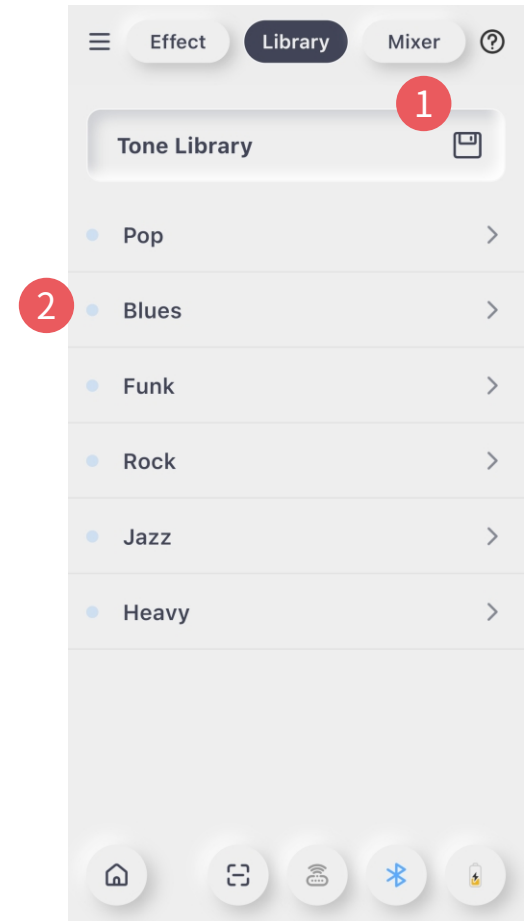 Effect Library Mixer ?
1
Tone Library
Pop
2 Blues
Funk
Rock
Jazz
Heavy